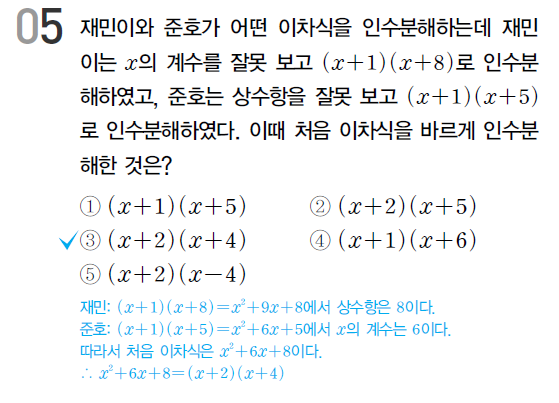 05 재민이와 준호가 어떤 이차식을 인수분해하는데 재민
이는 x의 계수를 잘못 보고 (x+1)(x+8)로 인수분
해하였고, 준호는 상수항을 잘못 보고 (x+1)(x+5)
로 인수분해하였다. 이때 처음 이차식을 바르게 인수분
해한 것은?
① (x+1)(x+5) ② (x+2)(x+5)
③ (x+2)(x+4) ④ (x+1)(x+6)
⑤ (x+2)(x-4)
재민: (x+1)(x+8)=x²+9x+8에서 상수항은 8이다.
준호: (x+1)(x+5)=x²+6x+5에서 x의 계수는 6이다.
따라서 처음 이차식은 x²+6x+8이다.
∴ x²+6x+8=(x+2)(x+4)